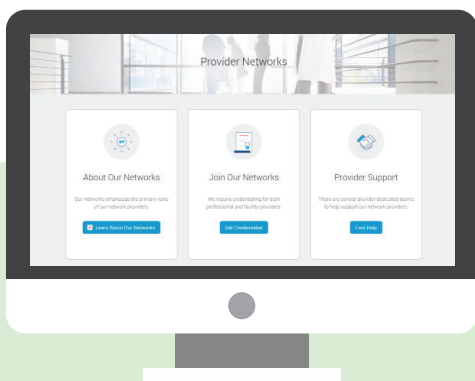 Provider Networks
About Our Networks
Our networks emphasize the primary roles
of our network providers.
Learn About Our Networks
Join Our Networks
We require credentialing for both
professional and facility providers.
Get Credentialed
Provider Support
There are several provider-dedicated teams
to help support our network providers.
Find Help